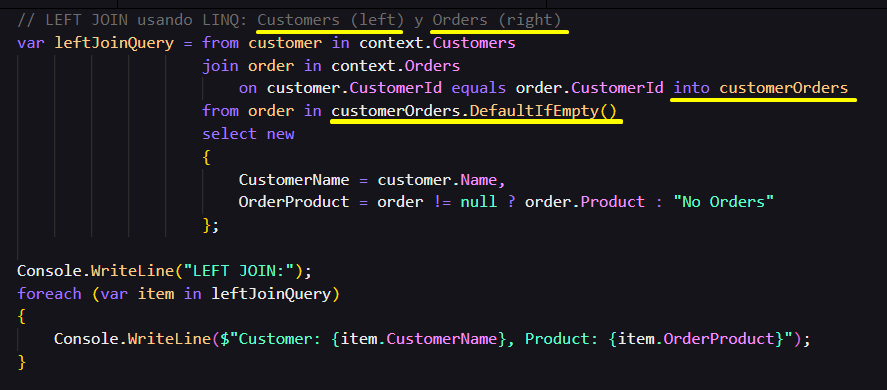 // LEFT JOIN usando LINQ: Customers (left) y Orders (right)
var leftJoinQuery = from customer in context.Customers
join order in context.Orders
on customer.CustomerId equals order.CustomerId into customerOrders
from order in customerOrders.DefaultIfEmpty()
select new
{
CustomerName = customer.Name,
OrderProduct = order != null ? order.Product : "No Orders"
};
Console.WriteLine("LEFT JOIN:");
foreach (var item in leftJoinQuery)
{
Console.WriteLine($"Customer: {item.CustomerName}, Product: {item.OrderProduct}");
}